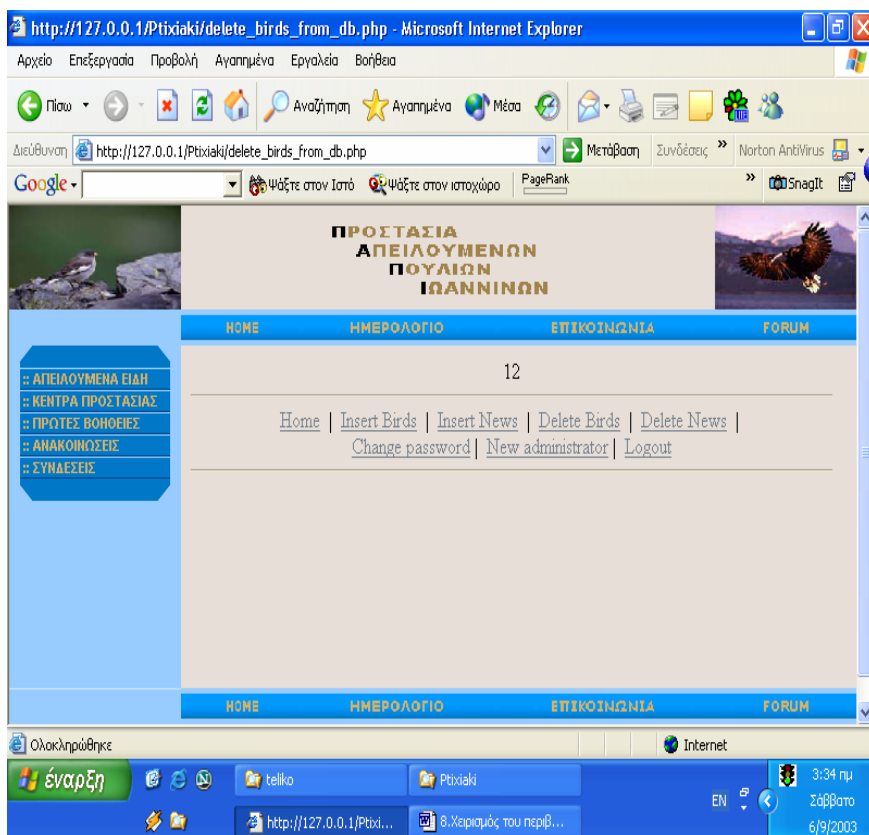 http://127.0.0.1/Ptixiaki/delete_birds_from_db.php - Microsoft Internet Explorer
Αρχείο Επεξεργασία Προβολή Αγαπημένα Εργαλεία Βοήθεια
Πίσω Αναζήτηση Αγαπημένα Μέσα
Διεύθυνση http://127.0.0.1/Ptixiaki/delete_birds_from_db.php Μετάβαση Συνδέσεις » Norton AntiVirus
Google Ψάξτε στον Ιστό Ψάξτε στον ιστοχώρο PageRank » SnagIt
ΠΡΟΣΤΑΣΙΑ
ΑΠΕΙΛΟΥΜΕΝΩΝ
ΠΟΥΛΙΩΝ
ΙΩΑΝΝΙΝΩΝ
HOME ΗΜΕΡΟΛΟΓΙΟ ΕΠΙΚΟΙΝΩΝΙΑ FORUM
:: ΑΠΕΙΛΟΥΜΕΝΑ ΕΙΔΗ
:: ΚΕΝΤΡΑ ΠΡΟΣΤΑΣΙΑΣ
:: ΠΡΩΤΕΣ ΒΟΗΘΕΙΕΣ
:: ΑΝΑΚΟΙΝΩΣΕΙΣ
:: ΣΥΝΔΕΣΕΙΣ
12
Home | Insert Birds | Insert News | Delete Birds | Delete News |
Change password | New administrator | Logout
HOME ΗΜΕΡΟΛΟΓΙΟ ΕΠΙΚΟΙΝΩΝΙΑ FORUM
Ολοκληρώθηκε Internet
έναρξη teliko Ptixiaki 3:34 πμ
EN Σάββατο
http://127.0.0.1/Ptixi... 8.Χειρισμός του περιβ... 6/9/2003